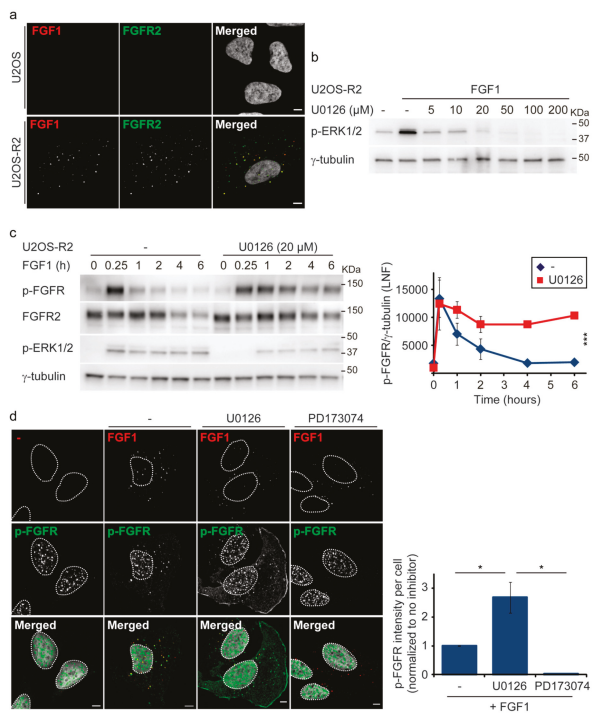 a
FGF1 FGFR2 Merged
U2OS
FGF1 FGFR2 Merged
U2OS-R2
b
U2OS-R2 FGF1
U0126 (µM) - - 5 10 20 50 100 200
KDa
p-ERK1/2
50
37
γ-tubulin
50
c
U2OS-R2 - U0126 (20 µM)
FGF1 (h) 0 0.25 1 2 4 6 0 0.25 1 2 4 6
KDa
p-FGFR
150
FGFR2
150
p-ERK1/2
50
37
γ-tubulin
50
-
U0126
p-FGFR/γ-tubulin (LNF)
15000
10000
5000
0 1 2 3 4 5 6
Time (hours)
***
d
- U0126 PD173074
- FGF1 FGF1 FGF1
p-FGFR p-FGFR p-FGFR p-FGFR
Merged Merged Merged Merged
p-FGFR intensity per cell
(normalized to no inhibitor)
3
2
1
0
* *
- U0126 PD173074
+ FGF1